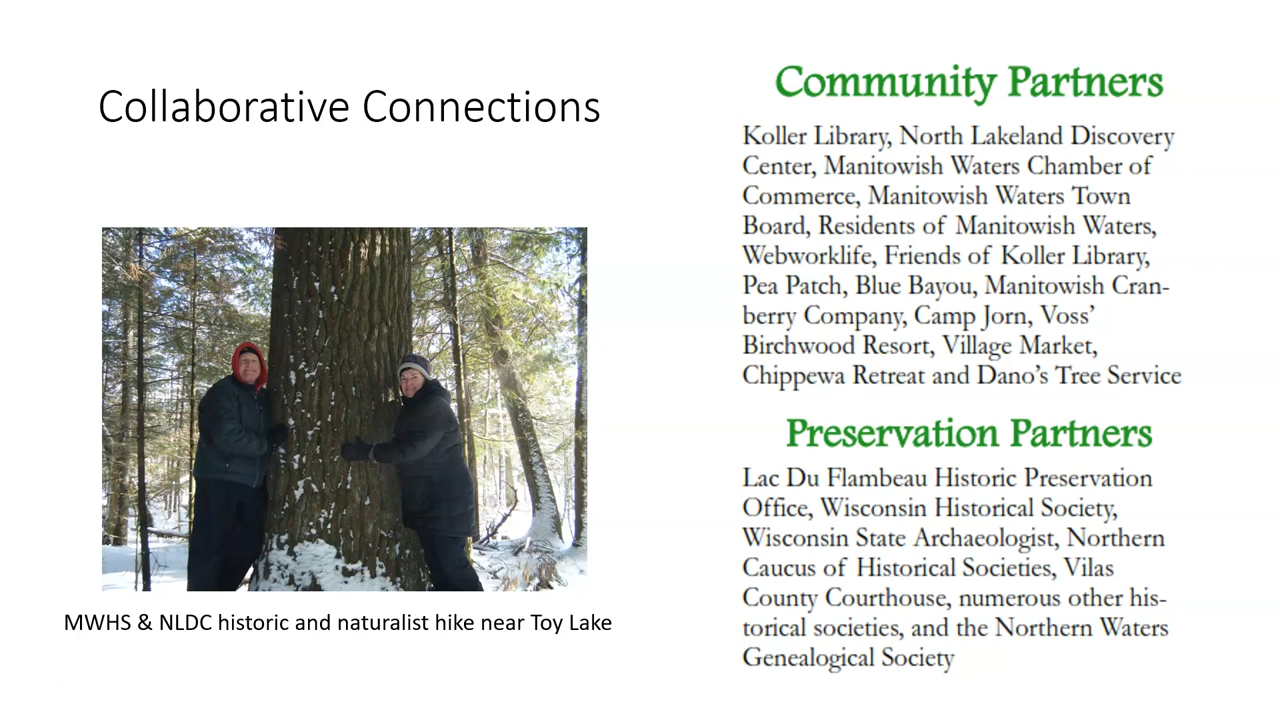 Collaborative Connections
MWHS & NLDC historic and naturalist hike near Toy Lake
Community Partners
Koller Library, North Lakeland Discovery
Center, Manitowish Waters Chamber of
Commerce, Manitowish Waters Town
Board, Residents of Manitowish Waters,
Webworklife, Friends of Koller Library,
Pea Patch, Blue Bayou, Manitowish Cran-
berry Company, Camp Jorn, Voss’
Birchwood Resort, Village Market,
Chippewa Retreat and Dano’s Tree Service
Preservation Partners
Lac Du Flambeau Historic Preservation
Office, Wisconsin Historical Society,
Wisconsin State Archaeologist, Northern
Caucus of Historical Societies, Vilas
County Courthouse, numerous other his-
torical societies, and the Northern Waters
Genealogical Society